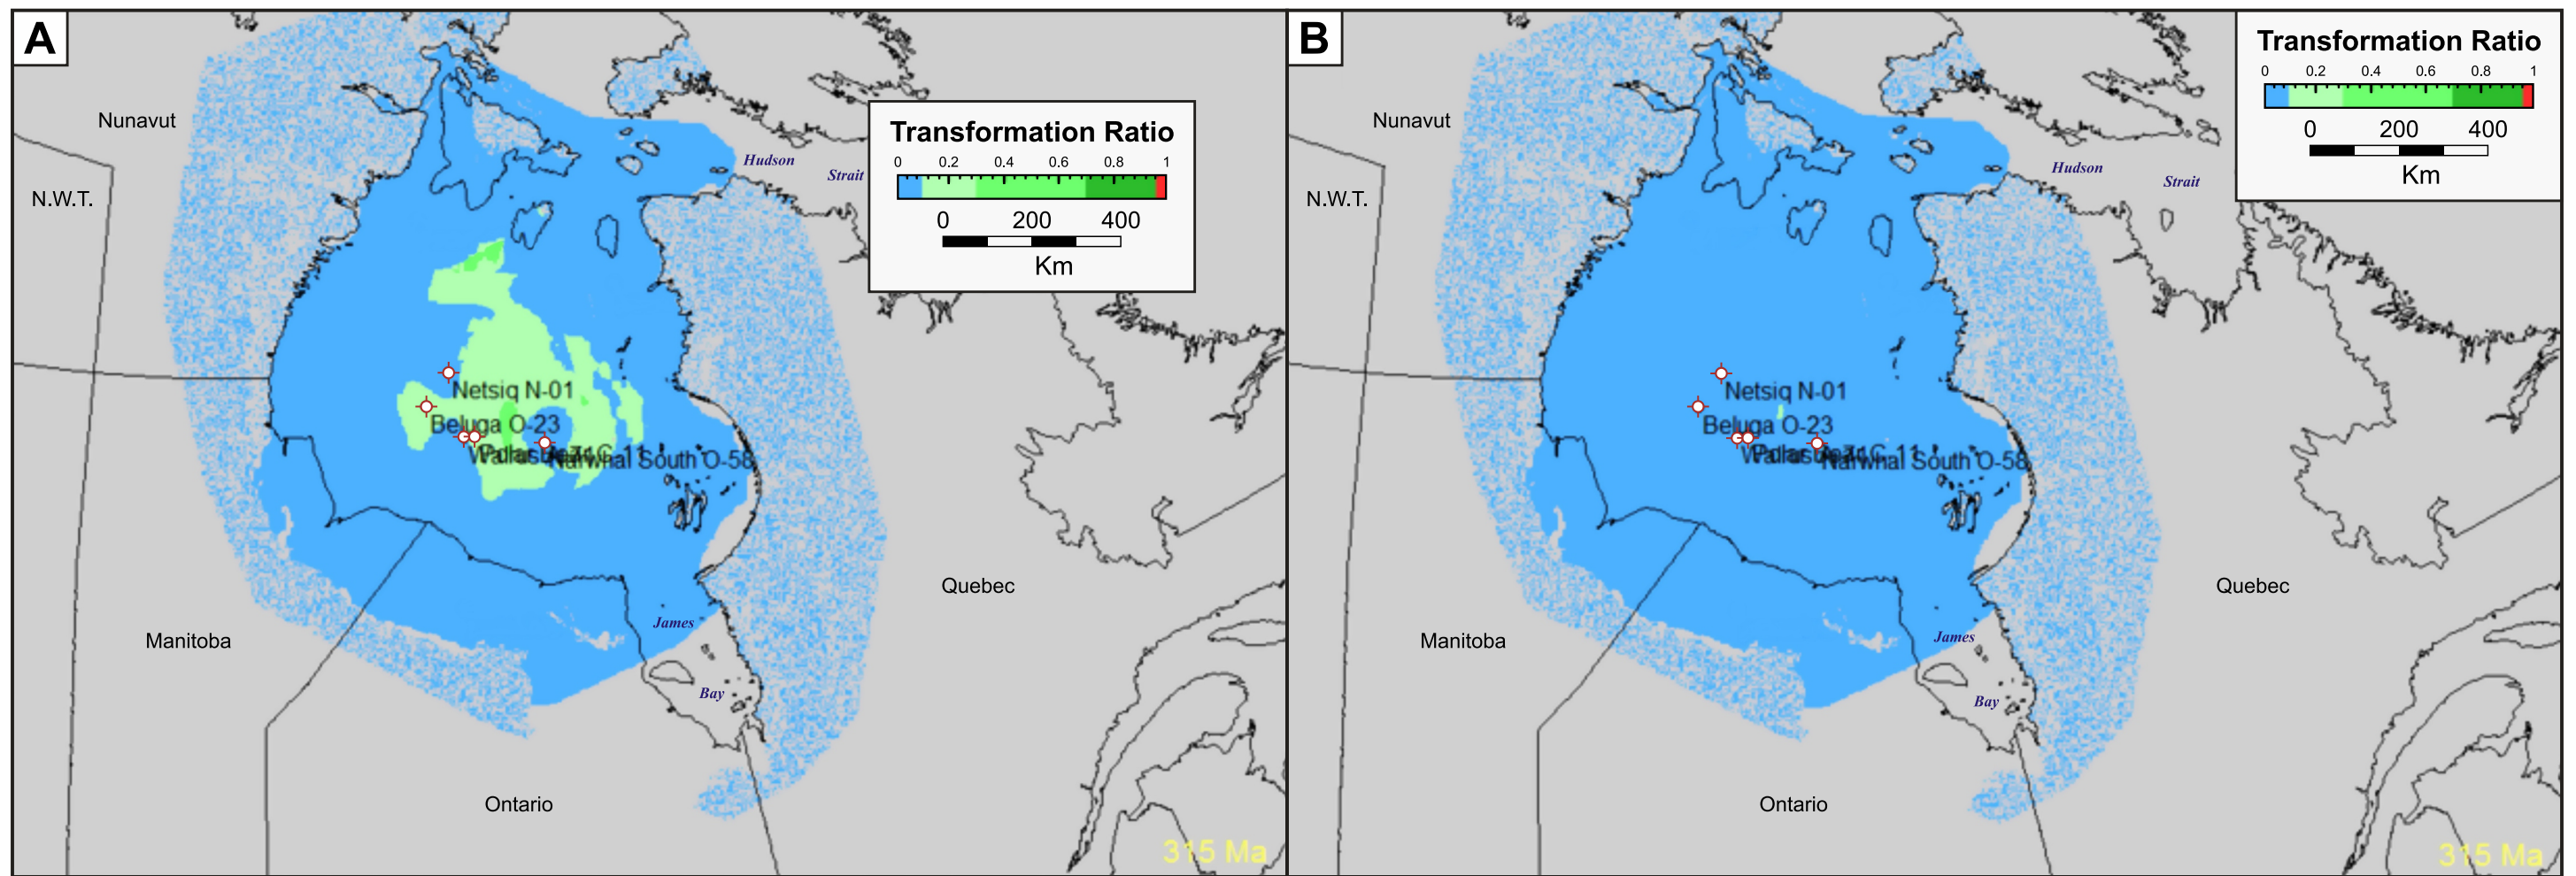 A
Nunavut
N.W.T.
Hudson
Strait
Transformation Ratio
0 0.2 0.4 0.6 0.8 1
0 200 400
Km
Netsiq N-01
Beluga O-23
Narwhal South O-58
Quebec
Manitoba
James
Bay
Ontario
315 Ma
B
Nunavut
N.W.T.
Hudson
Strait
Transformation Ratio
0 0.2 0.4 0.6 0.8 1
0 200 400
Km
Netsiq N-01
Beluga O-23
Narwhal South O-58
Quebec
Manitoba
James
Bay
Ontario
315 Ma